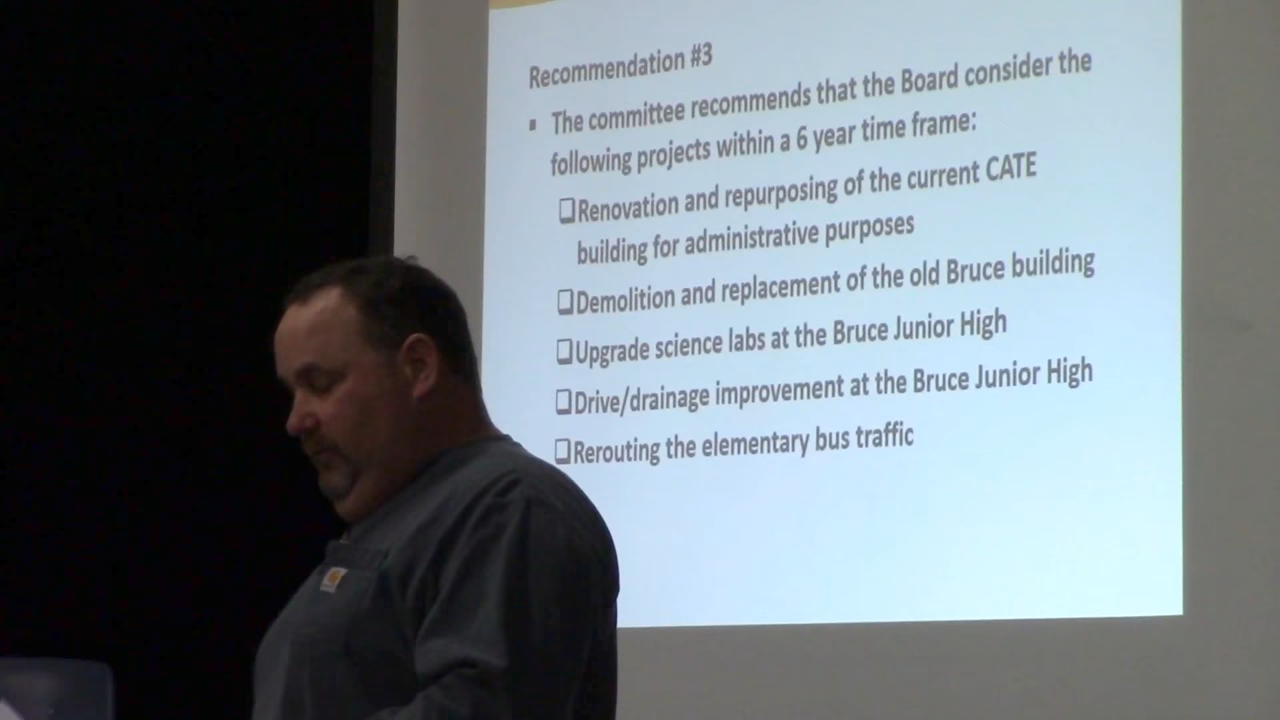 Recommendation #3
▪ The committee recommends that the Board consider the
following projects within a 6 year time frame:
❑Renovation and repurposing of the current CATE
building for administrative purposes
❑Demolition and replacement of the old Bruce building
❑Upgrade science labs at the Bruce Junior High
❑Drive/drainage improvement at the Bruce Junior High
❑Rerouting the elementary bus traffic